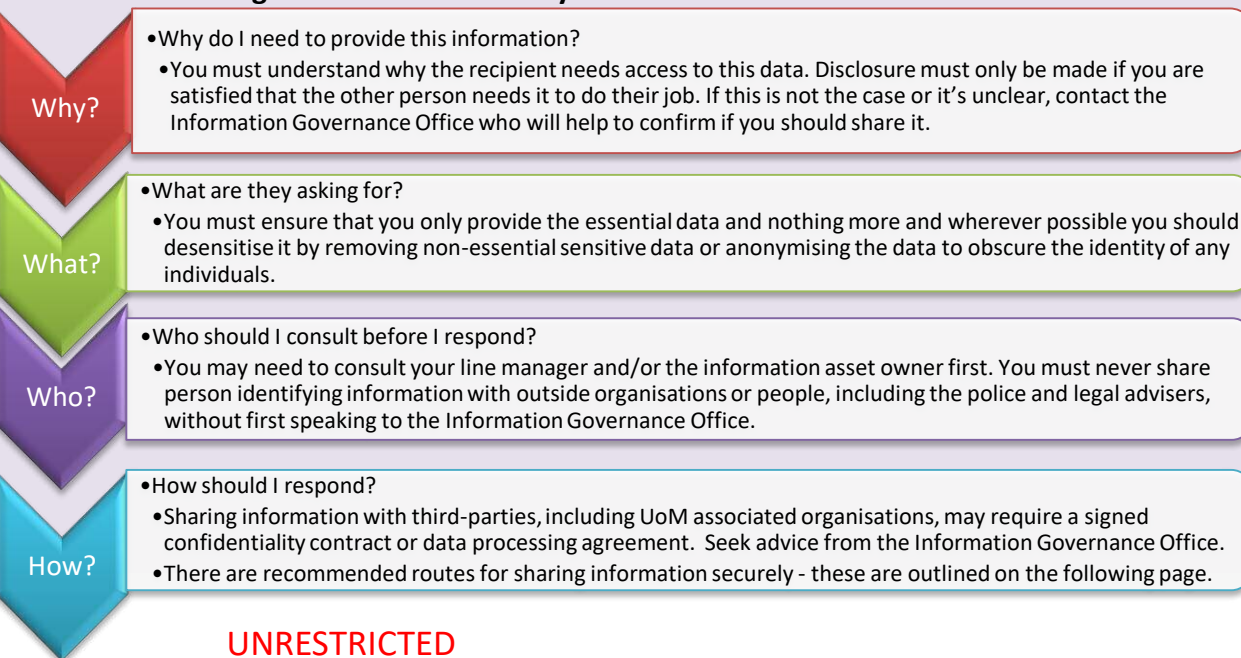 Why?
•Why do I need to provide this information?
•You must understand why the recipient needs access to this data. Disclosure must only be made if you are
satisfied that the other person needs it to do their job. If this is not the case or it's unclear, contact the
Information Governance Office who will help to confirm if you should share it.
What?
•What are they asking for?
•You must ensure that you only provide the essential data and nothing more and wherever possible you should
desensitise it by removing non-essential sensitive data or anonymising the data to obscure the identity of any
individuals.
Who?
•Who should I consult before I respond?
•You may need to consult your line manager and/or the information asset owner first. You must never share
person identifying information with outside organisations or people, including the police and legal advisers,
without first speaking to the Information Governance Office.
How?
•How should I respond?
•Sharing information with third-parties, including UoM associated organisations, may require a signed
confidentiality contract or data processing agreement.  Seek advice from the Information Governance Office.
•There are recommended routes for sharing information securely - these are outlined on the following page.
UNRESTRICTED